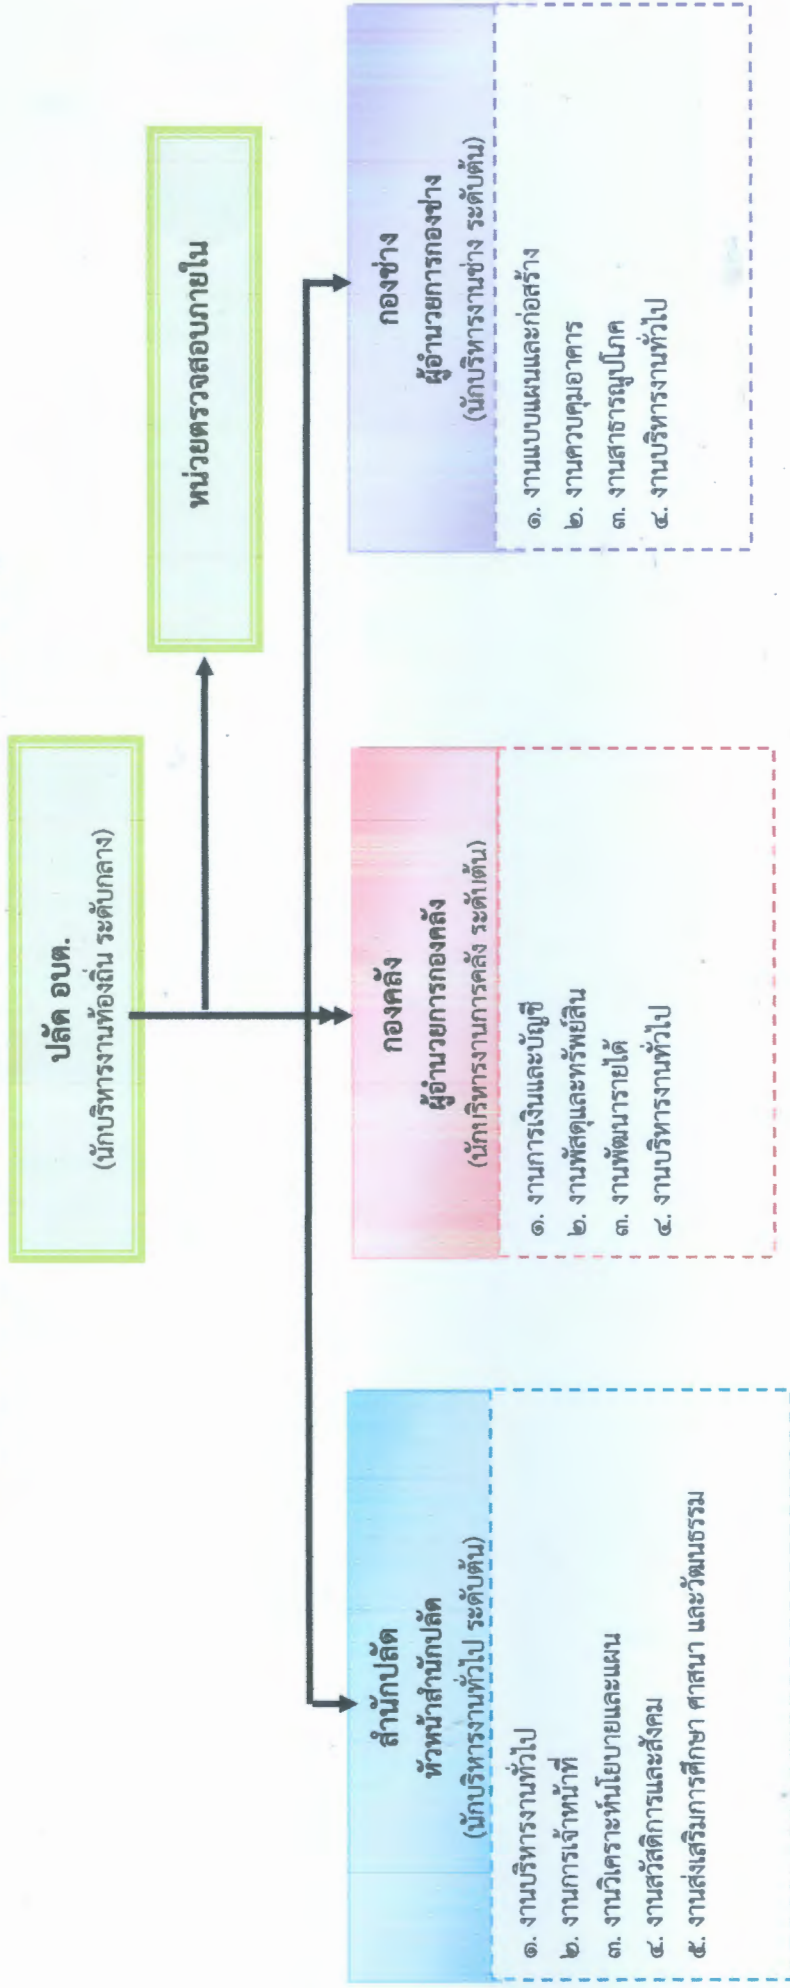 ปลัด อบต.
(นักบริหารงานท้องถิ่น ระดับกลาง)
หน่วยตรวจสอบภายใน
สำนักปลัด
หัวหน้าสำนักปลัด
(นักบริหารงานทั่วไป ระดับต้น)
๑. งานบริหารงานทั่วไป
๒. งานการเจ้าหน้าที่
๓. งานวิเคราะห์นโยบายและแผน
๔. งานสวัสดิการและสังคม
๕. งานส่งเสริมการศึกษา ศาสนา และวัฒนธรรม
กองคลัง
ผู้อำนวยการกองคลัง
(นักบริหารงานการคลัง ระดับต้น)
๑. งานการเงินและบัญชี
๒. งานพัสดุและทรัพย์สิน
๓. งานพัฒนารายได้
๔. งานบริหารงานทั่วไป
กองช่าง
ผู้อำนวยการกองช่าง
(นักบริหารงานช่าง ระดับต้น)
๑. งานแบบแผนและก่อสร้าง
๒. งานควบคุมอาคาร
๓. งานสาธารณูปโภค
๔. งานบริหารงานทั่วไป